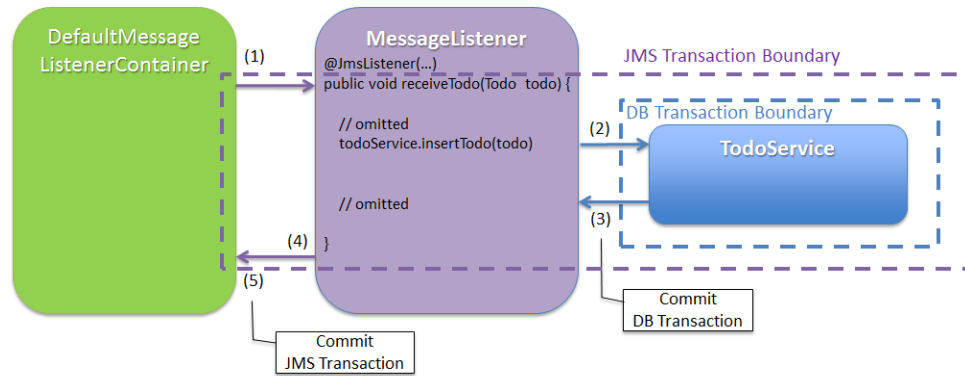 DefaultMessage
ListenerContainer
(1)
MessageListener
@JmsListener(...)
public void receiveTodo(Todo todo) {
// omitted
todoService.insertTodo(todo)
// omitted
}
JMS Transaction Boundary
DB Transaction Boundary
(2)
TodoService
(3)
(4)
(5)
Commit
DB Transaction
Commit
JMS Transaction